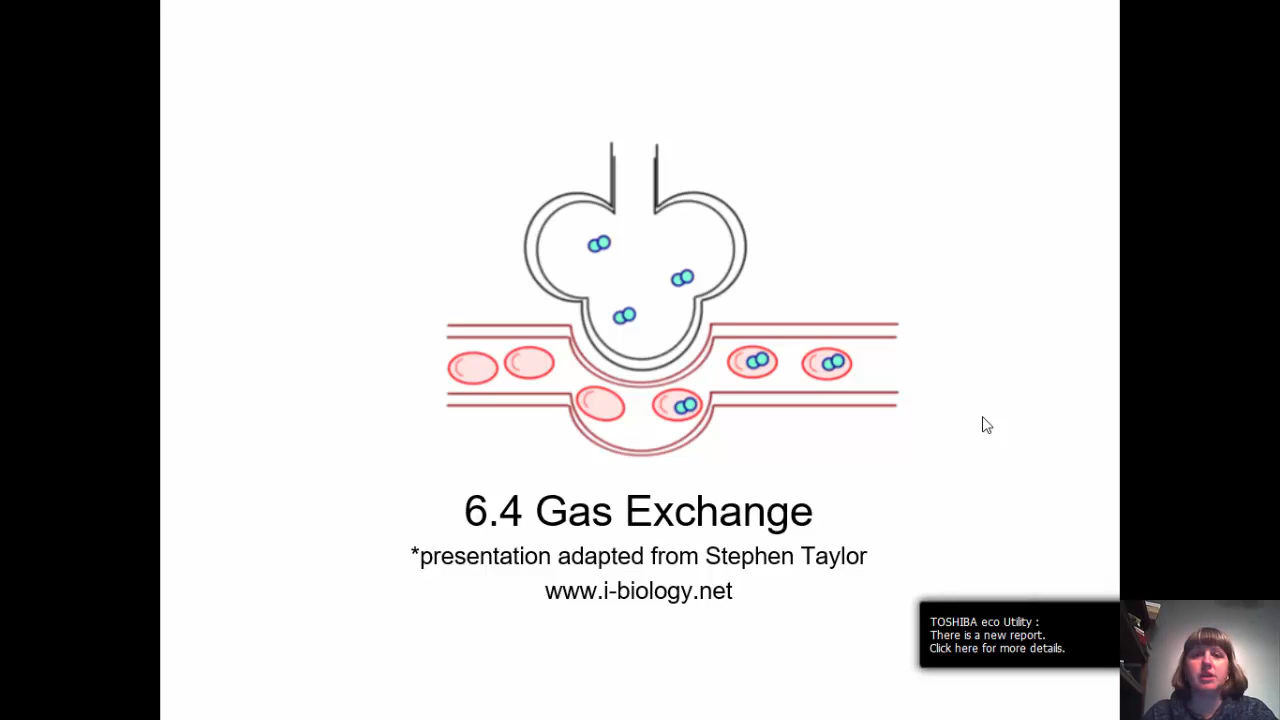 6.4 Gas Exchange
*presentation adapted from Stephen Taylor
www.i-biology.net
TOSHIBA eco Utility :
There is a new report.
Click here for more details.